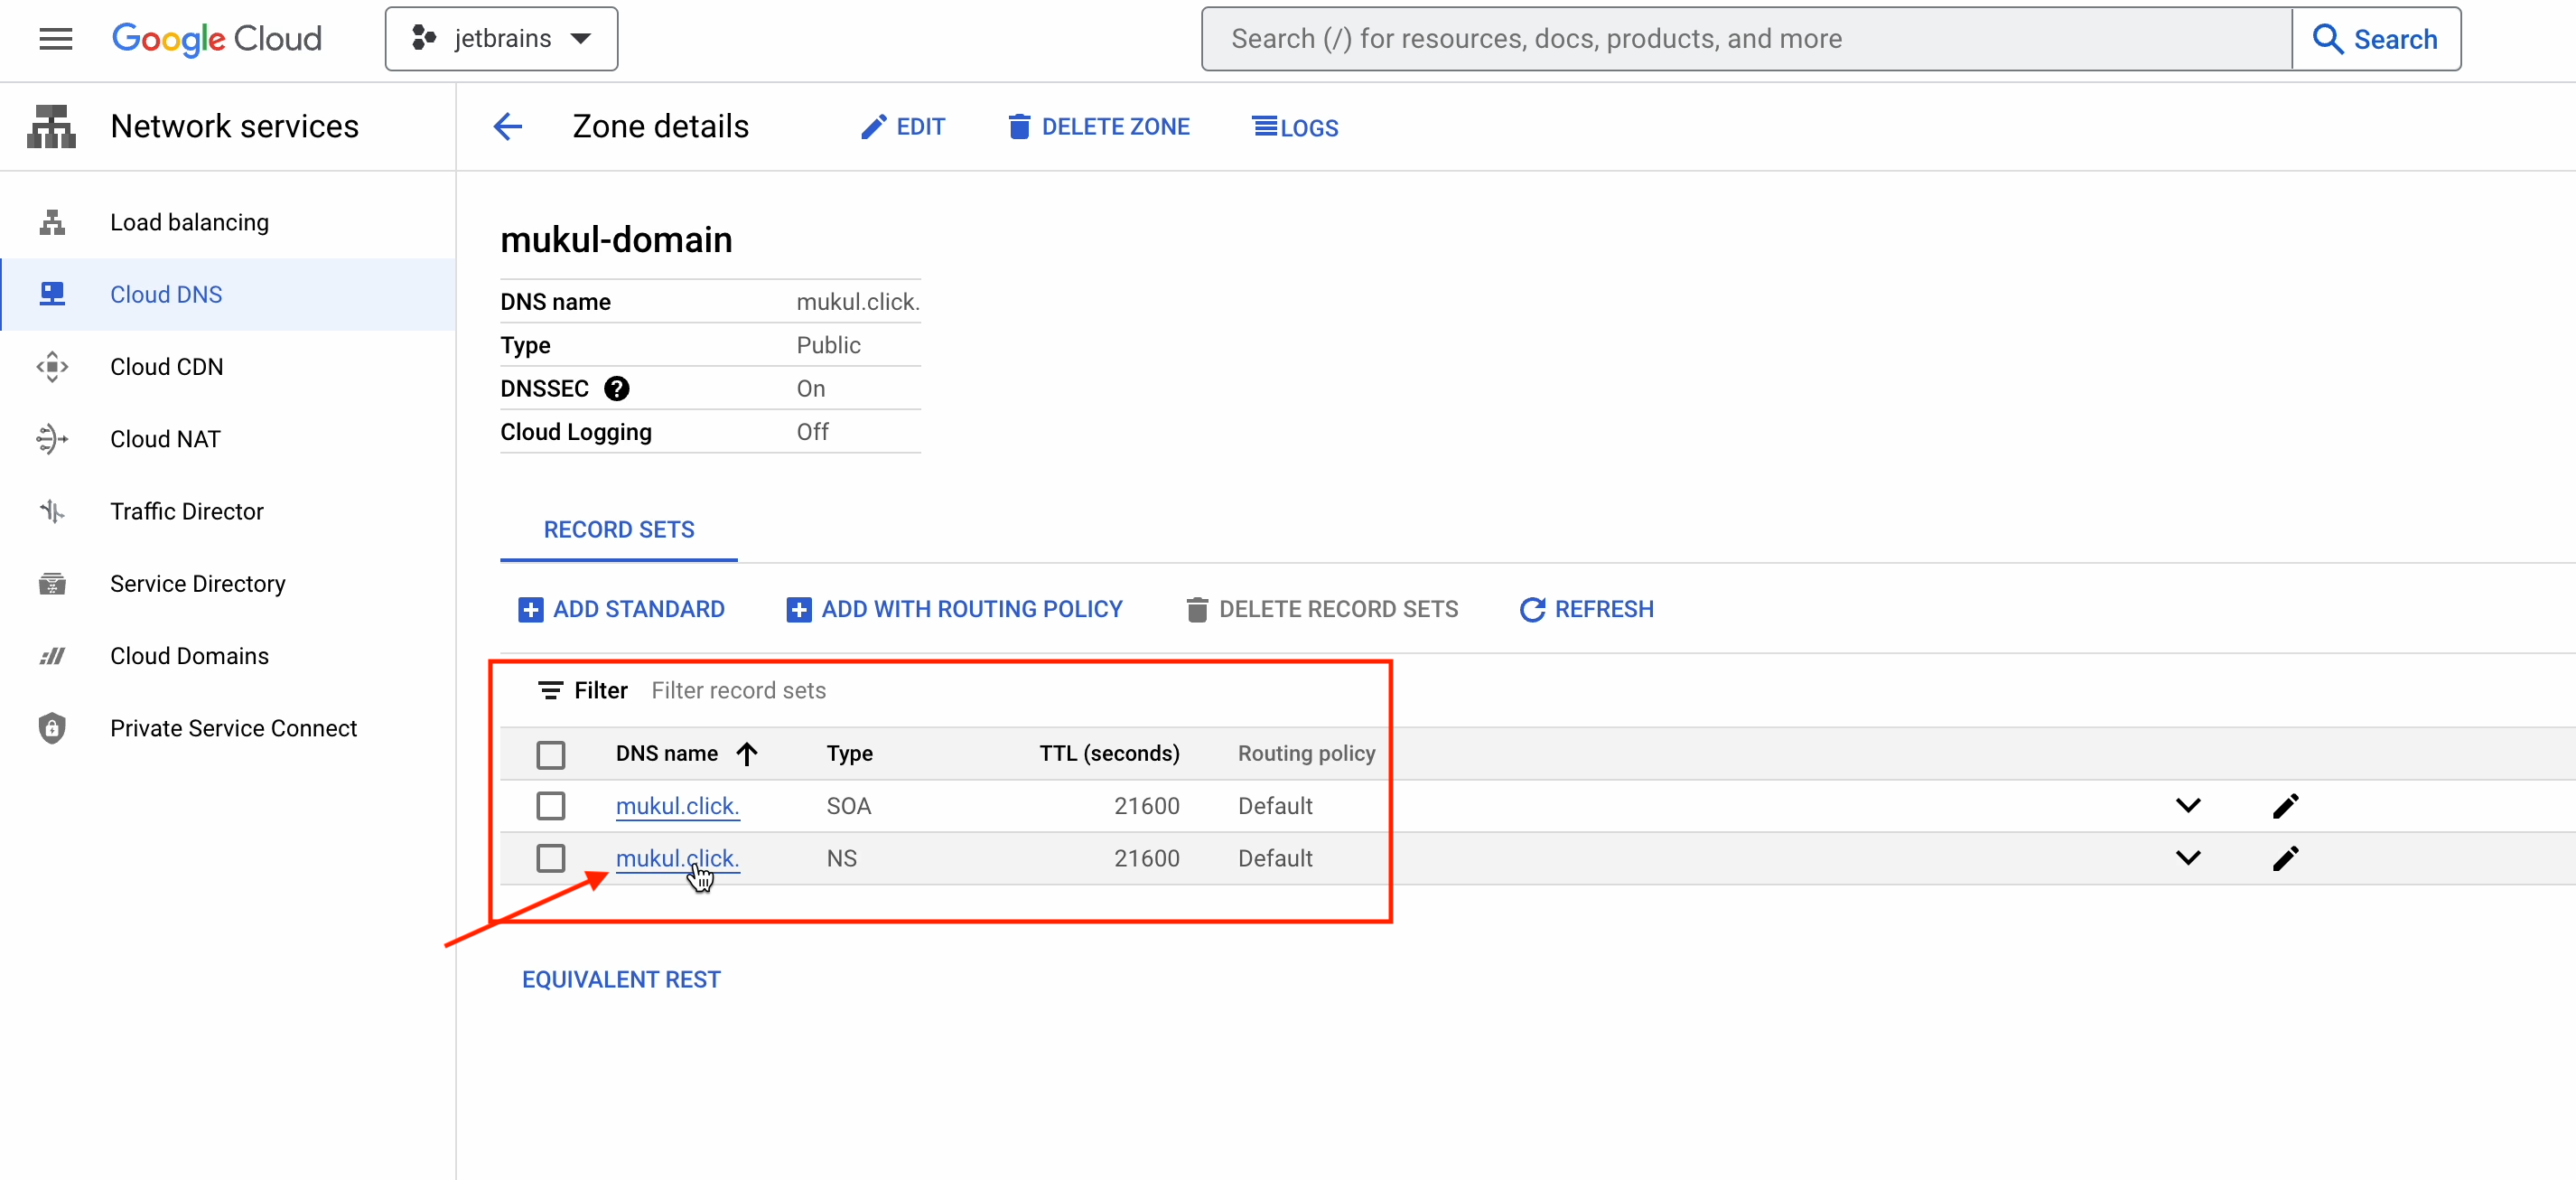 Google Cloud
jetbrains
Search (/) for resources, docs, products, and more
Search
Network services
Zone details
EDIT
DELETE ZONE
LOGS
Load balancing
Cloud DNS
Cloud CDN
Cloud NAT
Traffic Director
Service Directory
Cloud Domains
Private Service Connect
mukul-domain
DNS name mukul.click.
Type Public
DNSSEC ? On
Cloud Logging Off
RECORD SETS
ADD STANDARD
ADD WITH ROUTING POLICY
DELETE RECORD SETS
REFRESH
Filter Filter record sets
DNS name Type TTL (seconds) Routing policy
mukul.click. SOA 21600 Default
mukul.click. NS 21600 Default
EQUIVALENT REST